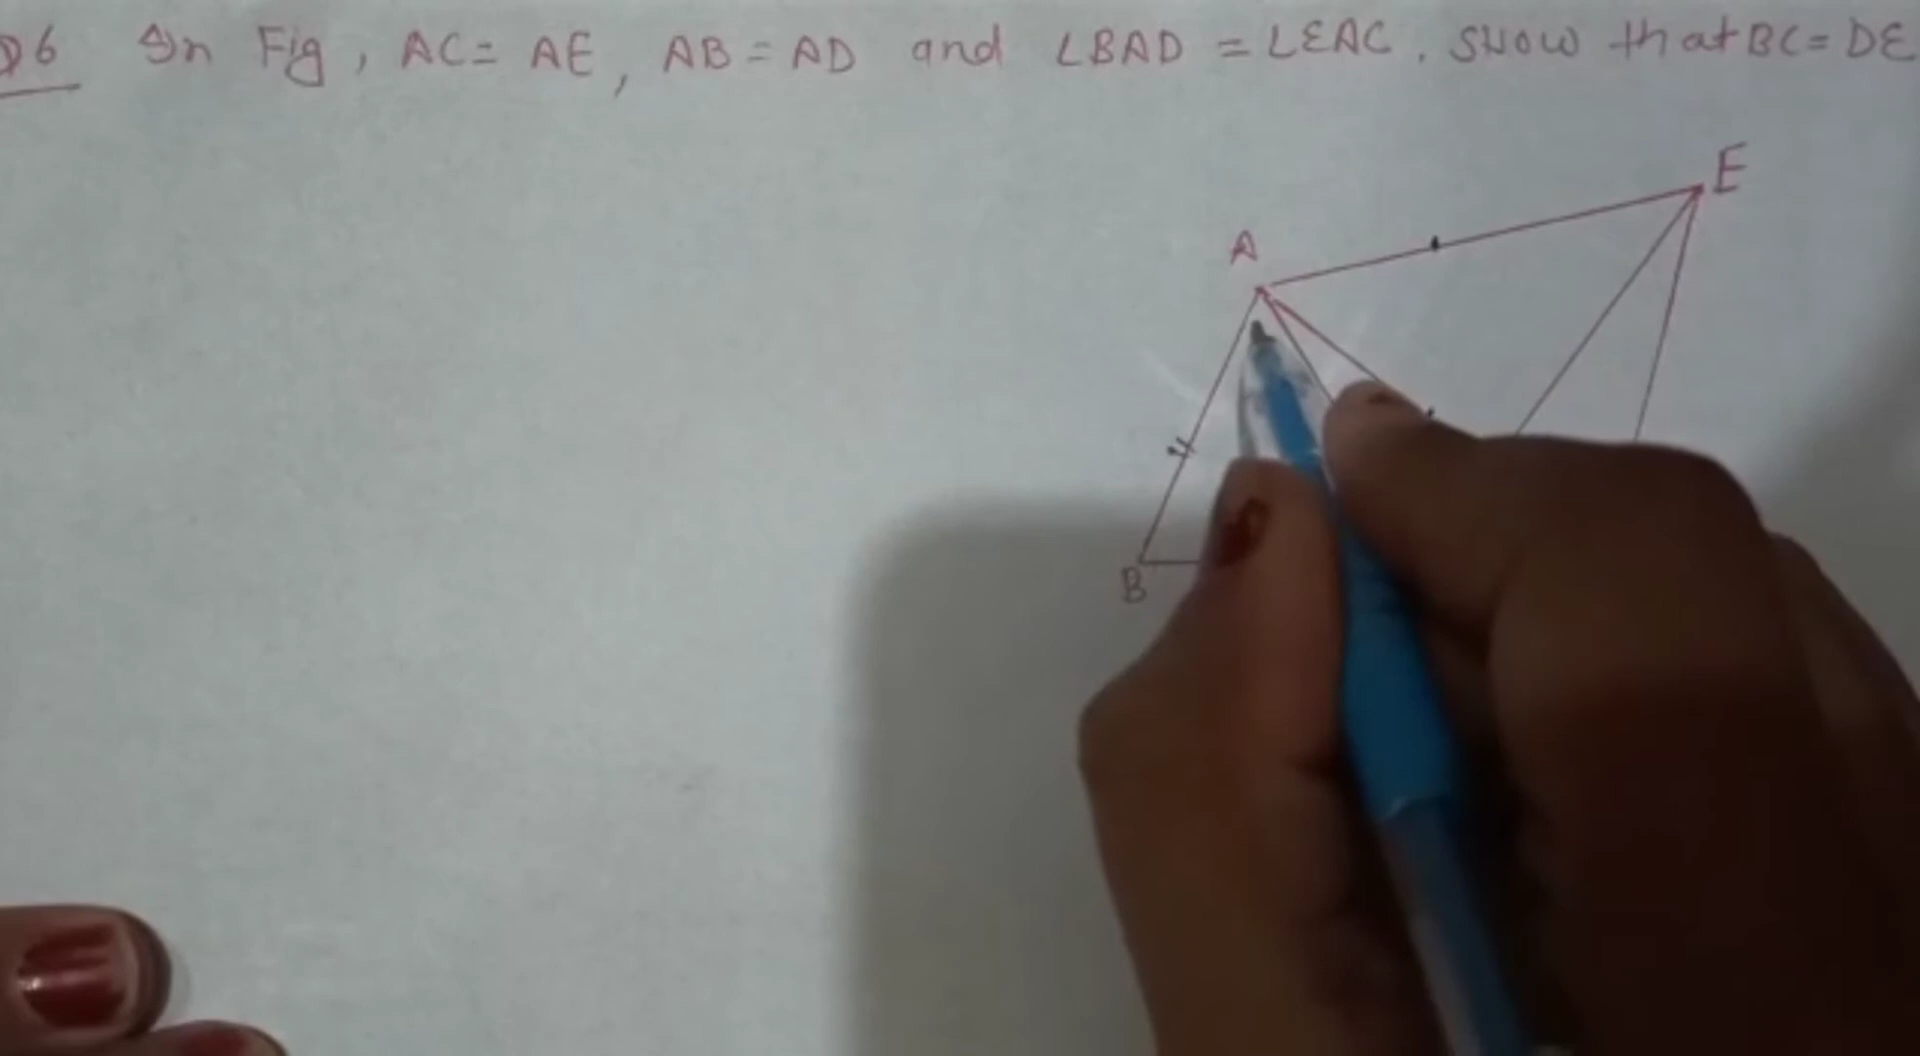 Q6 In Fig, AC = AE, AB = AD and ∠BAD = ∠EAC. Show that BC = DE
E
A
B